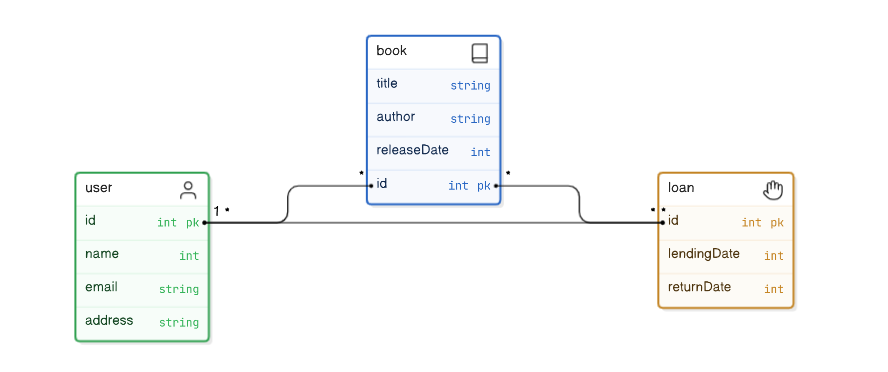 book
title string
author string
releaseDate int
* id int pk *
user
1 *
id int pk
name int
email string
address string
loan
* *
id int pk
lendingDate int
returnDate int